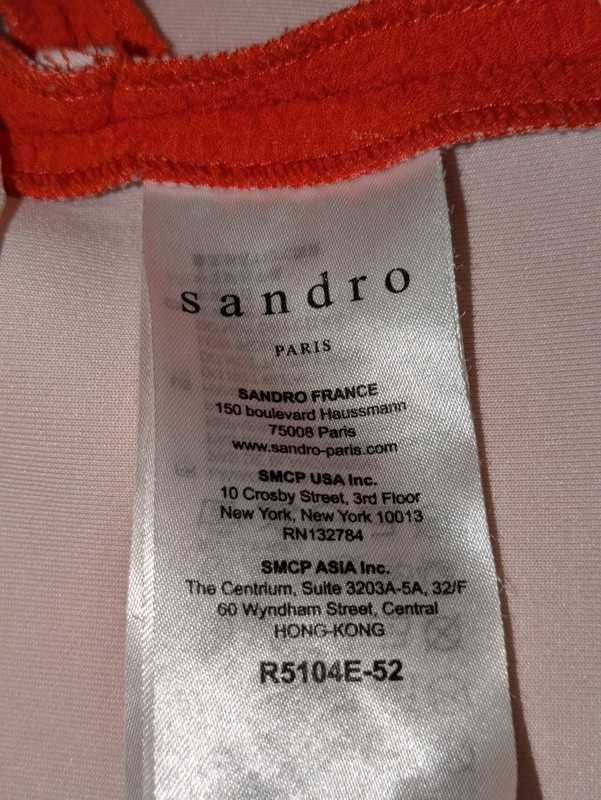 sandro
PARIS
SANDRO FRANCE
150 boulevard Haussmann
75008 Paris
www.sandro-paris.com
SMCP USA Inc.
10 Crosby Street, 3rd Floor
New York, New York 10013
RN132784
SMCP ASIA Inc.
The Centrium, Suite 3203A-5A, 32/F
60 Wyndham Street, Central
HONG-KONG
R5104E-52